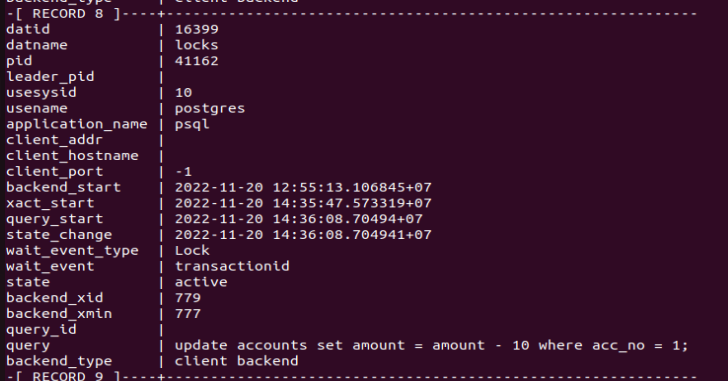 backend_type | client backend
-[ RECORD 8 ]----+------------------------------------------------------------
datid | 16399
datname | locks
pid | 41162
leader_pid |
usesysid | 10
usename | postgres
application_name | psql
client_addr |
client_hostname |
client_port | -1
backend_start | 2022-11-20 12:55:13.106845+07
xact_start | 2022-11-20 14:35:47.573319+07
query_start | 2022-11-20 14:36:08.70494+07
state_change | 2022-11-20 14:36:08.704941+07
wait_event_type | Lock
wait_event | transactionid
state | active
backend_xid | 779
backend_xmin | 777
query_id |
query | update accounts set amount = amount - 10 where acc_no = 1;
backend_type | client backend
-[ RECORD 9 ]----+------------------------------------------------------------